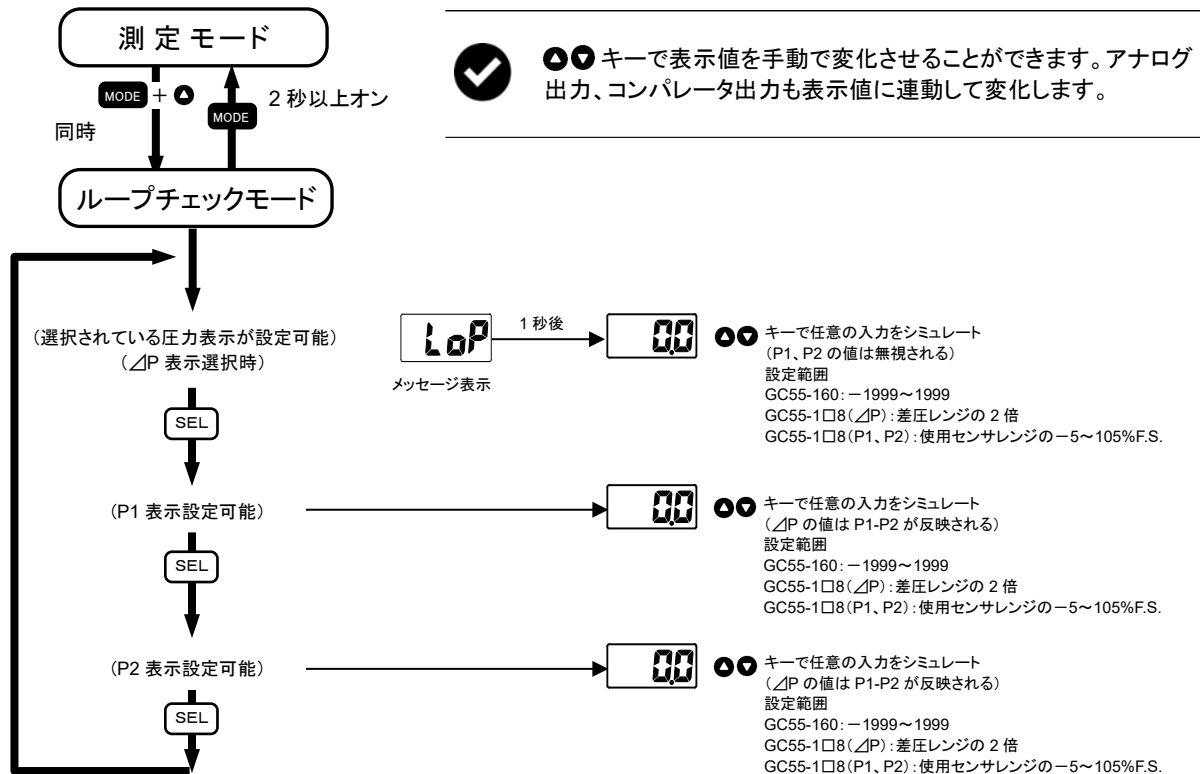 測 定 モード
MODE + ▲
同時
MODE
2 秒以上オン
▲▼ キーで表示値を手動で変化させることができます。アナログ
出力、コンパレータ出力も表示値に連動して変化します。
ループチェックモード
(選択されている圧力表示が設定可能)
(⊿P 表示選択時)
LoP
メッセージ表示
1 秒後
0.0
▲▼ キーで任意の入力をシミュレート
(P1、P2 の値は無視される)
設定範囲
GC55-160:-1999~1999
GC55-1□8(⊿P):差圧レンジの 2 倍
GC55-1□8(P1、P2):使用センサレンジの-5~105%F.S.
SEL
(P1 表示設定可能)
0.0
▲▼ キーで任意の入力をシミュレート
(⊿P の値は P1-P2 が反映される)
設定範囲
GC55-160:-1999~1999
GC55-1□8(⊿P):差圧レンジの 2 倍
GC55-1□8(P1、P2):使用センサレンジの-5~105%F.S.
SEL
(P2 表示設定可能)
0.0
▲▼ キーで任意の入力をシミュレート
(⊿P の値は P1-P2 が反映される)
設定範囲
GC55-160:-1999~1999
GC55-1□8(⊿P):差圧レンジの 2 倍
GC55-1□8(P1、P2):使用センサレンジの-5~105%F.S.
SEL